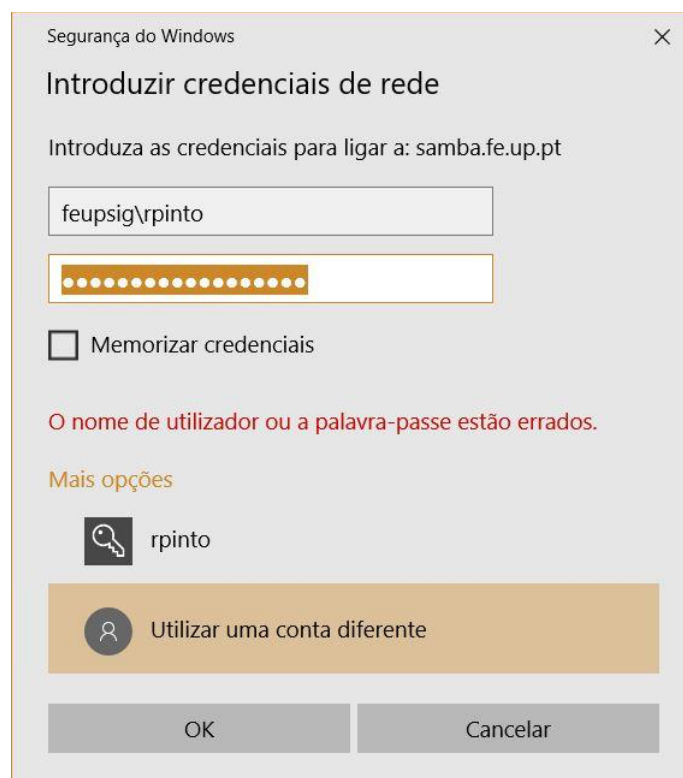 Segurança do Windows
Introduzir credenciais de rede
Introduza as credenciais para ligar a: samba.fe.up.pt
feupsig\rpinto
●●●●●●●●●●●●●●●●●●
Memorizar credenciais
O nome de utilizador ou a palavra-passe estão errados.
Mais opções
rpinto
Utilizar uma conta diferente
OK
Cancelar